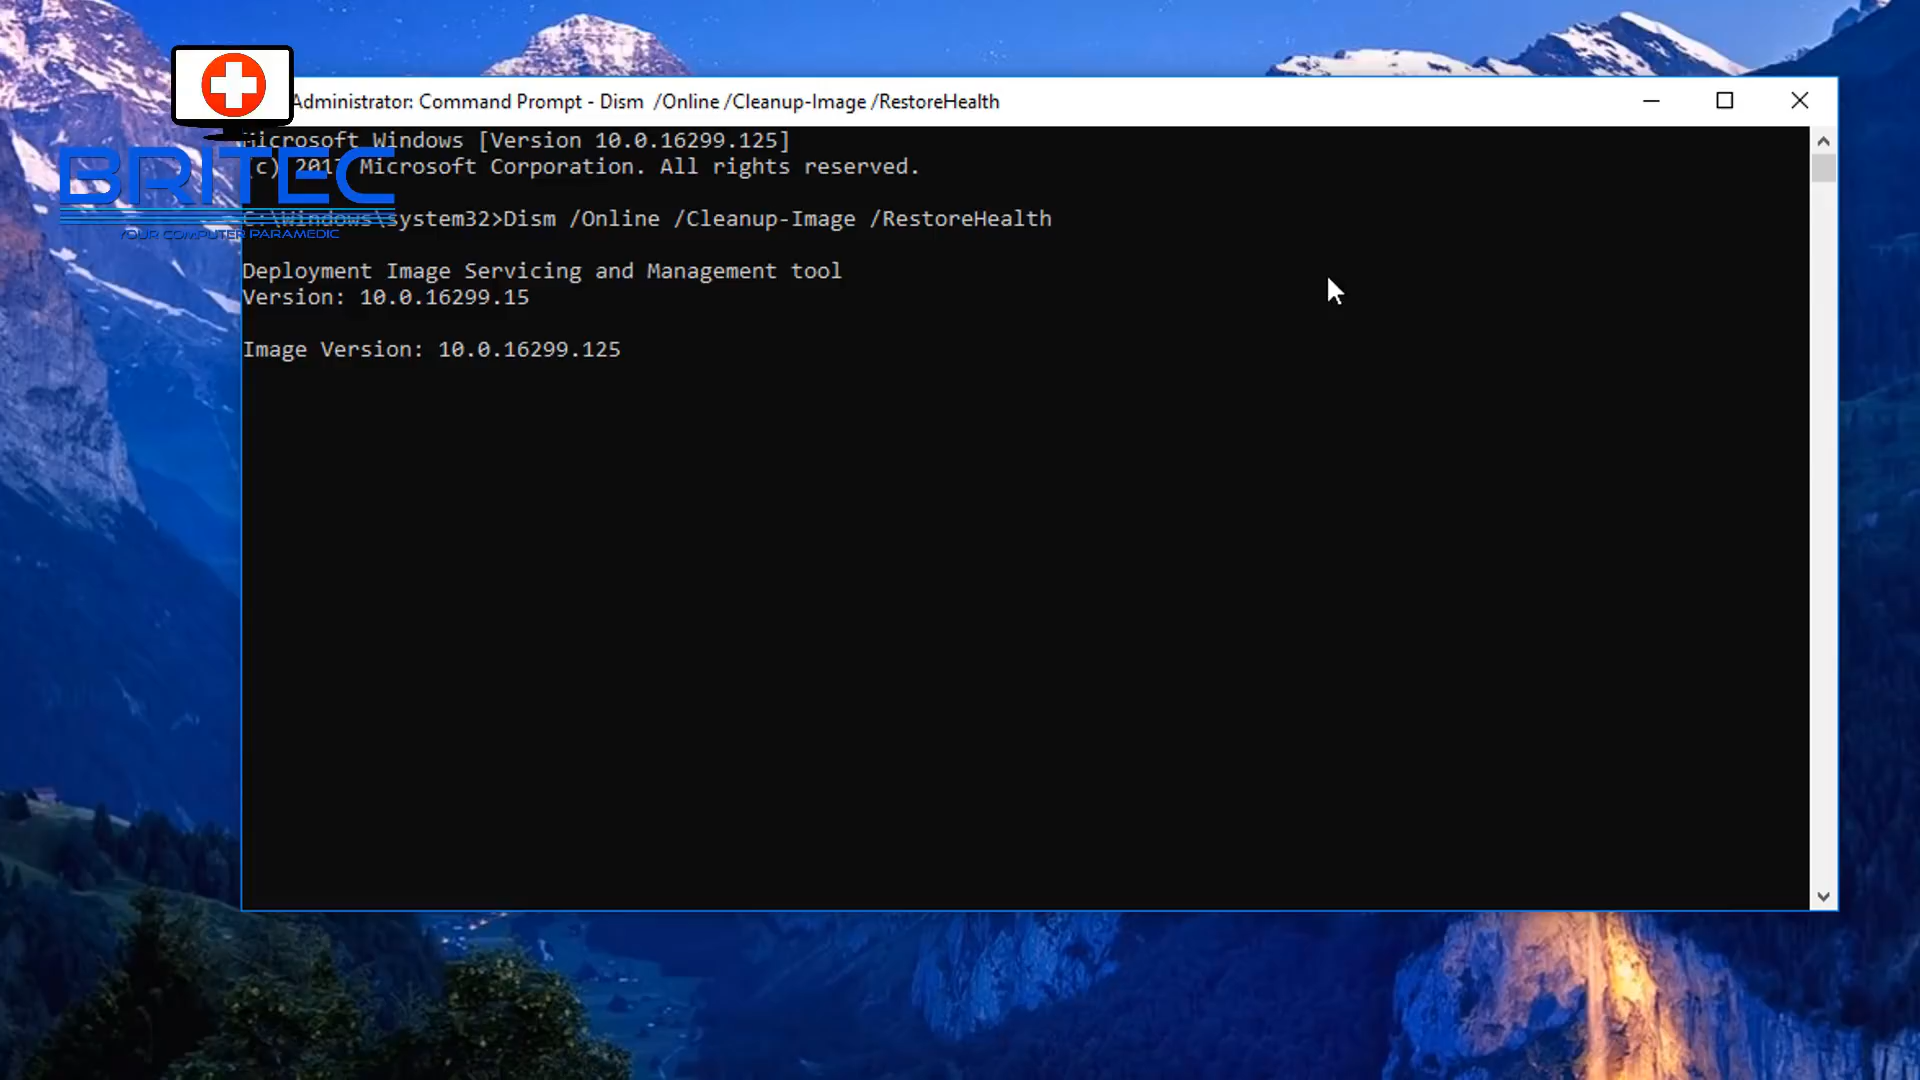 Administrator: Command Prompt - Dism  /Online /Cleanup-Image /RestoreHealth
Microsoft Windows [Version 10.0.16299.125]
(c) 2017 Microsoft Corporation. All rights reserved.
BRITEC
C:\Windows\system32>Dism /Online /Cleanup-Image /RestoreHealth
YOUR COMPUTER PARAMEDIC
Deployment Image Servicing and Management tool
Version: 10.0.16299.15
Image Version: 10.0.16299.125